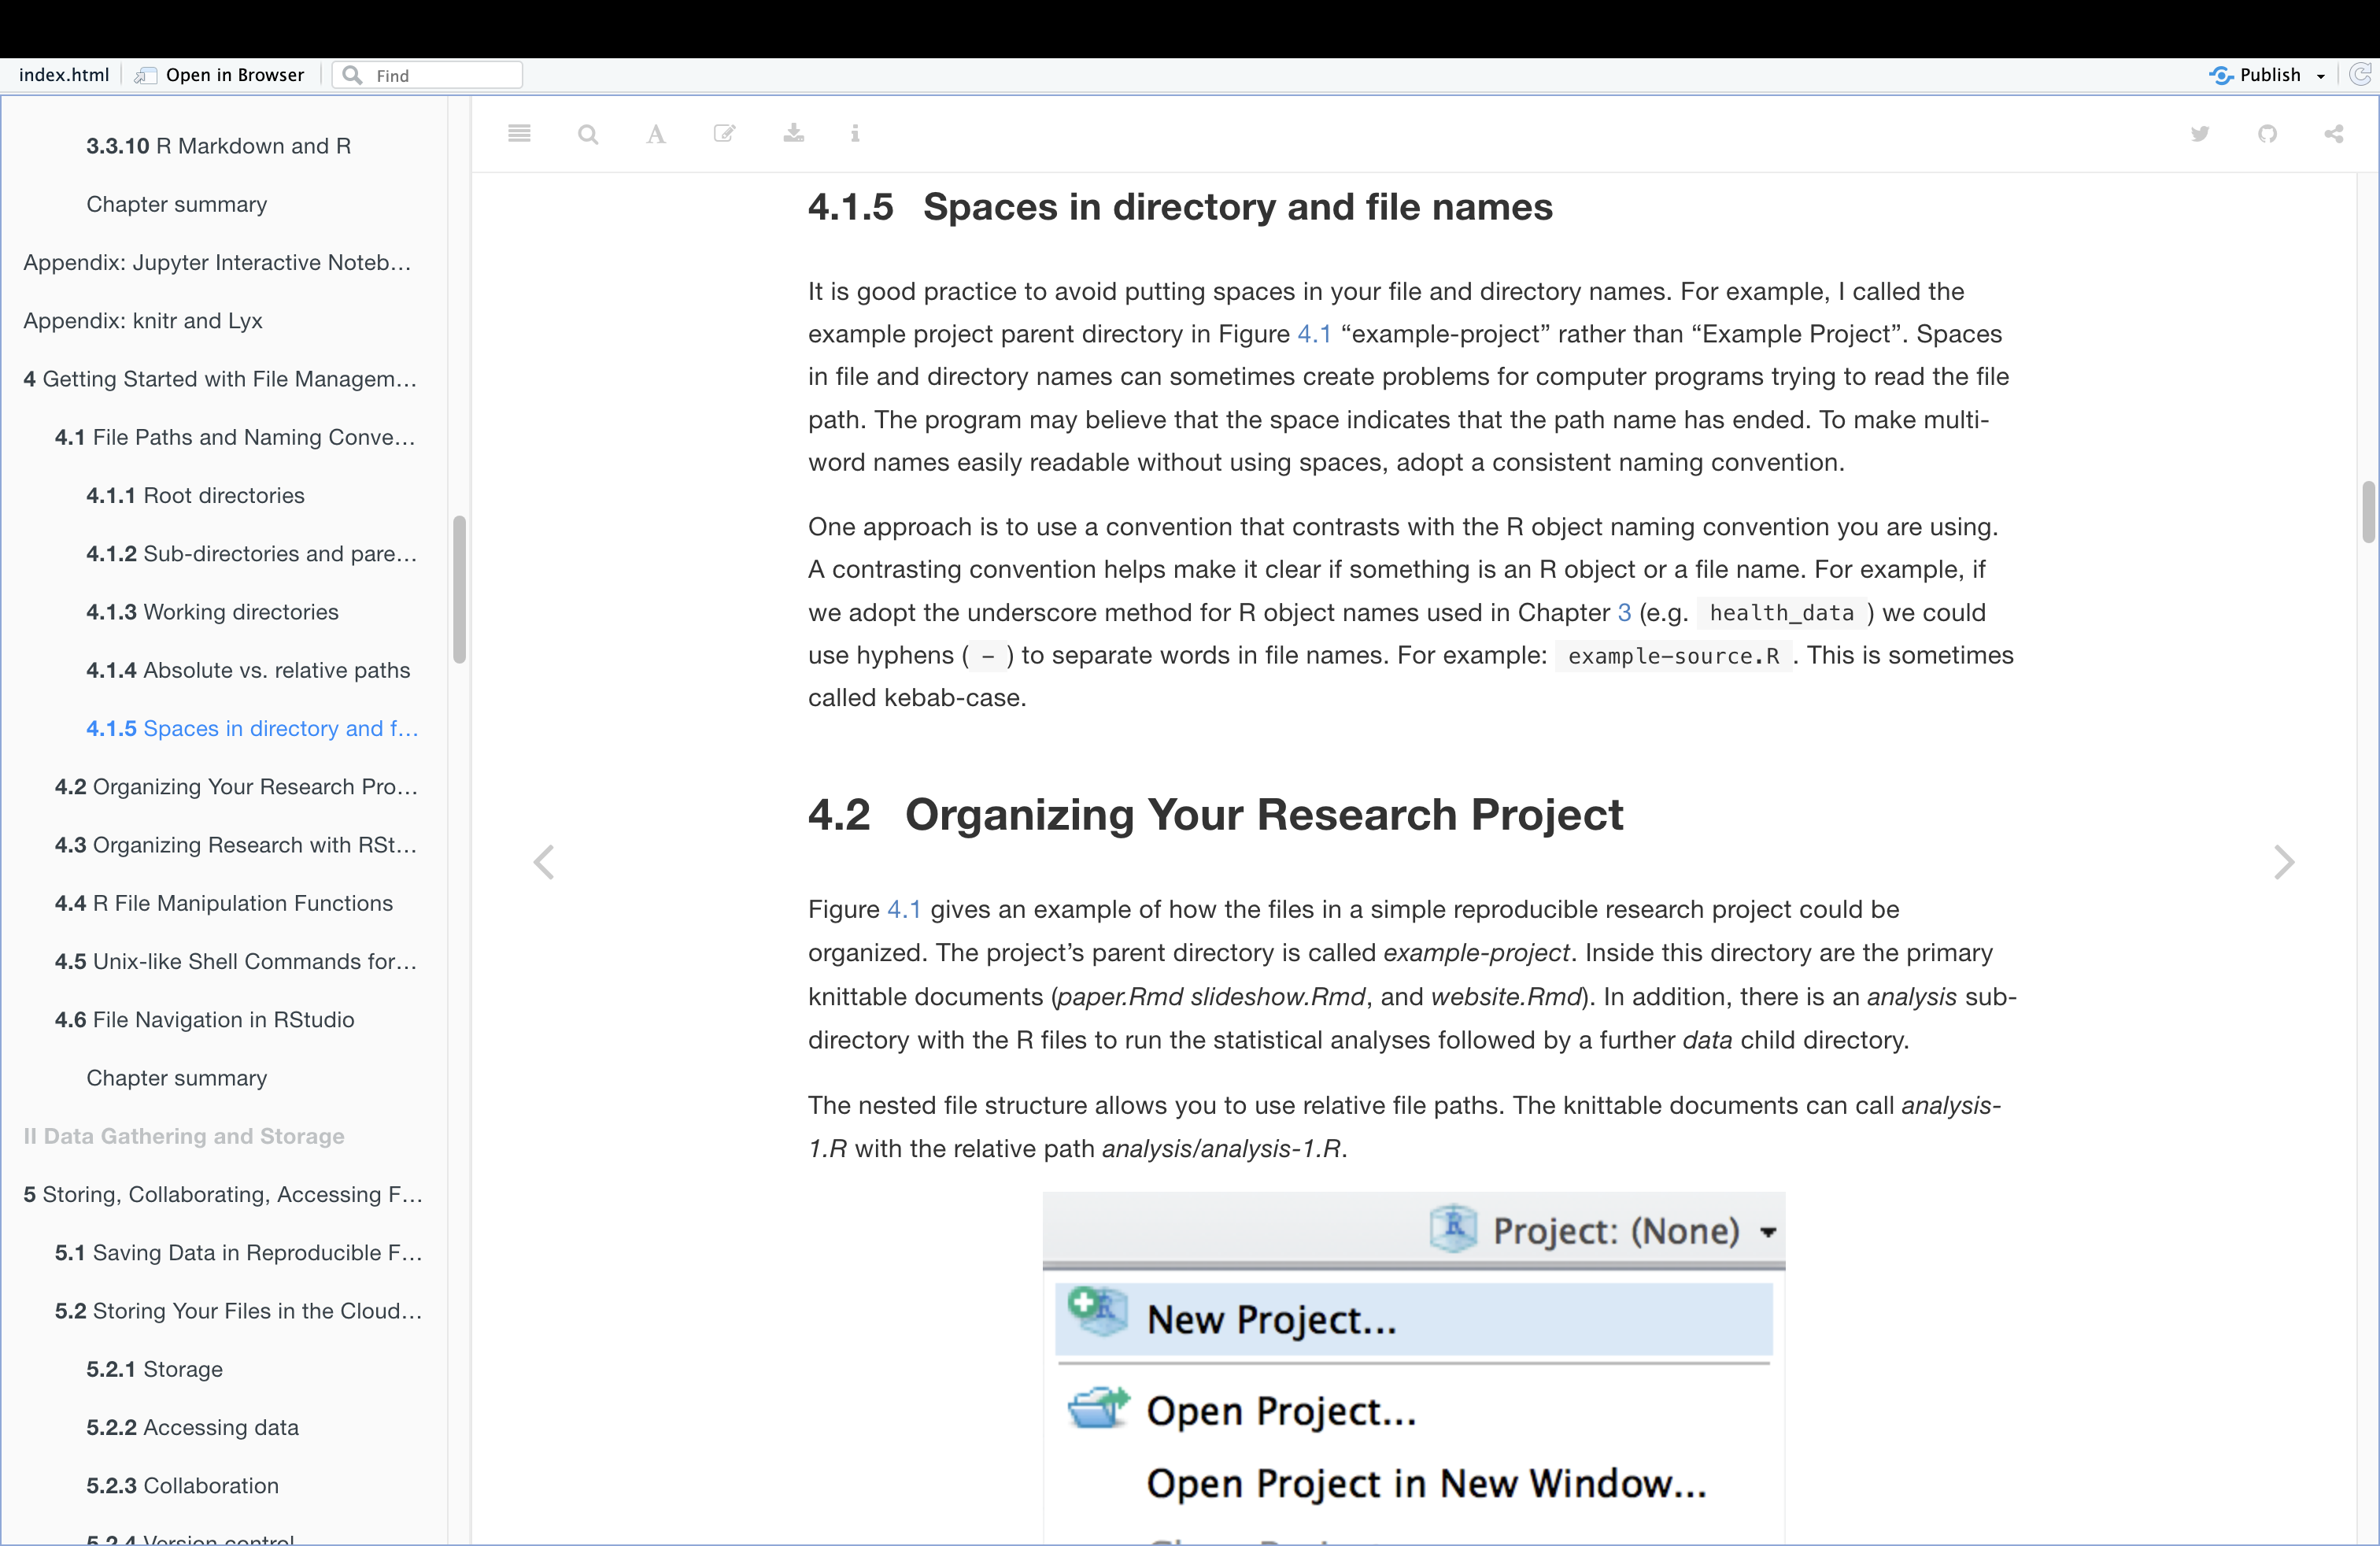 index.html Open in Browser Find Publish
3.3.10 R Markdown and R
Chapter summary
Appendix: Jupyter Interactive Noteb…
Appendix: knitr and Lyx
4 Getting Started with File Managem…
4.1 File Paths and Naming Conve…
4.1.1 Root directories
4.1.2 Sub-directories and pare…
4.1.3 Working directories
4.1.4 Absolute vs. relative paths
4.1.5 Spaces in directory and f…
4.2 Organizing Your Research Pro…
4.3 Organizing Research with RSt…
4.4 R File Manipulation Functions
4.5 Unix-like Shell Commands for…
4.6 File Navigation in RStudio
Chapter summary
II Data Gathering and Storage
5 Storing, Collaborating, Accessing F…
5.1 Saving Data in Reproducible F…
5.2 Storing Your Files in the Cloud…
5.2.1 Storage
5.2.2 Accessing data
5.2.3 Collaboration
5.2.4 Version control
4.1.5 Spaces in directory and file names
It is good practice to avoid putting spaces in your file and directory names. For example, I called the
example project parent directory in Figure 4.1 “example-project” rather than “Example Project”. Spaces
in file and directory names can sometimes create problems for computer programs trying to read the file
path. The program may believe that the space indicates that the path name has ended. To make multi-
word names easily readable without using spaces, adopt a consistent naming convention.
One approach is to use a convention that contrasts with the R object naming convention you are using.
A contrasting convention helps make it clear if something is an R object or a file name. For example, if
we adopt the underscore method for R object names used in Chapter 3 (e.g. health_data ) we could
use hyphens ( - ) to separate words in file names. For example: example-source.R . This is sometimes
called kebab-case.
4.2 Organizing Your Research Project
Figure 4.1 gives an example of how the files in a simple reproducible research project could be
organized. The project’s parent directory is called example-project. Inside this directory are the primary
knittable documents (paper.Rmd slideshow.Rmd, and website.Rmd). In addition, there is an analysis sub-
directory with the R files to run the statistical analyses followed by a further data child directory.
The nested file structure allows you to use relative file paths. The knittable documents can call analysis-
1.R with the relative path analysis/analysis-1.R.
Project: (None)
New Project...
Open Project...
Open Project in New Window...